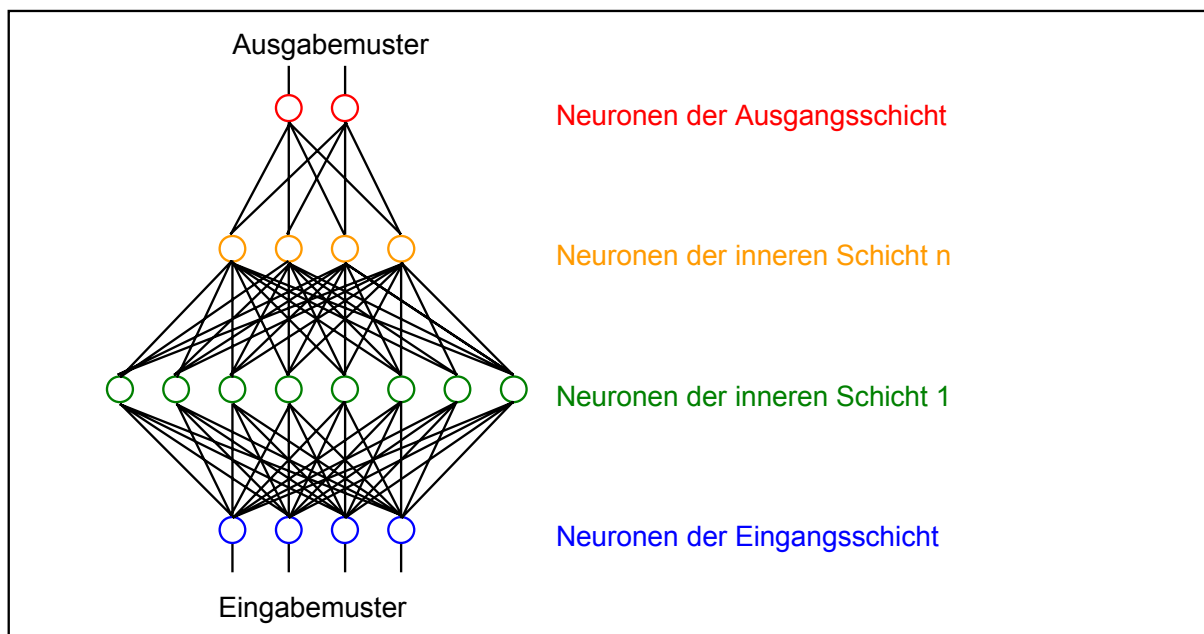 Ausgabemuster
Neuronen der Ausgangsschicht
Neuronen der inneren Schicht n
Neuronen der inneren Schicht 1
Neuronen der Eingangsschicht
Eingabemuster